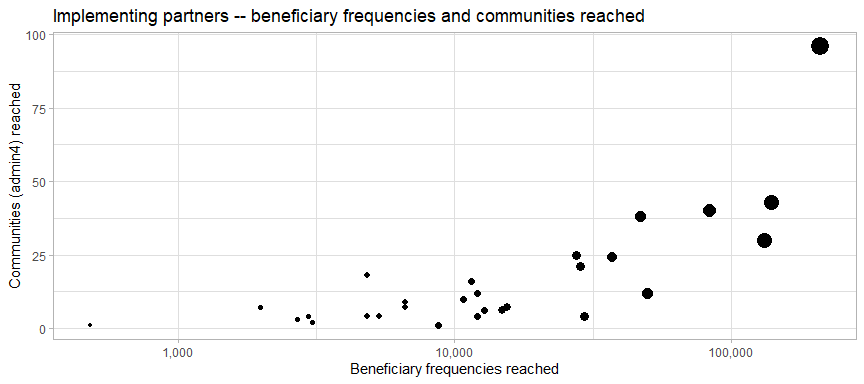 Implementing partners -- beneficiary frequencies and communities reached
100
75
50
25
0
Communities (admin4) reached
1,000 10,000 100,000
Beneficiary frequencies reached